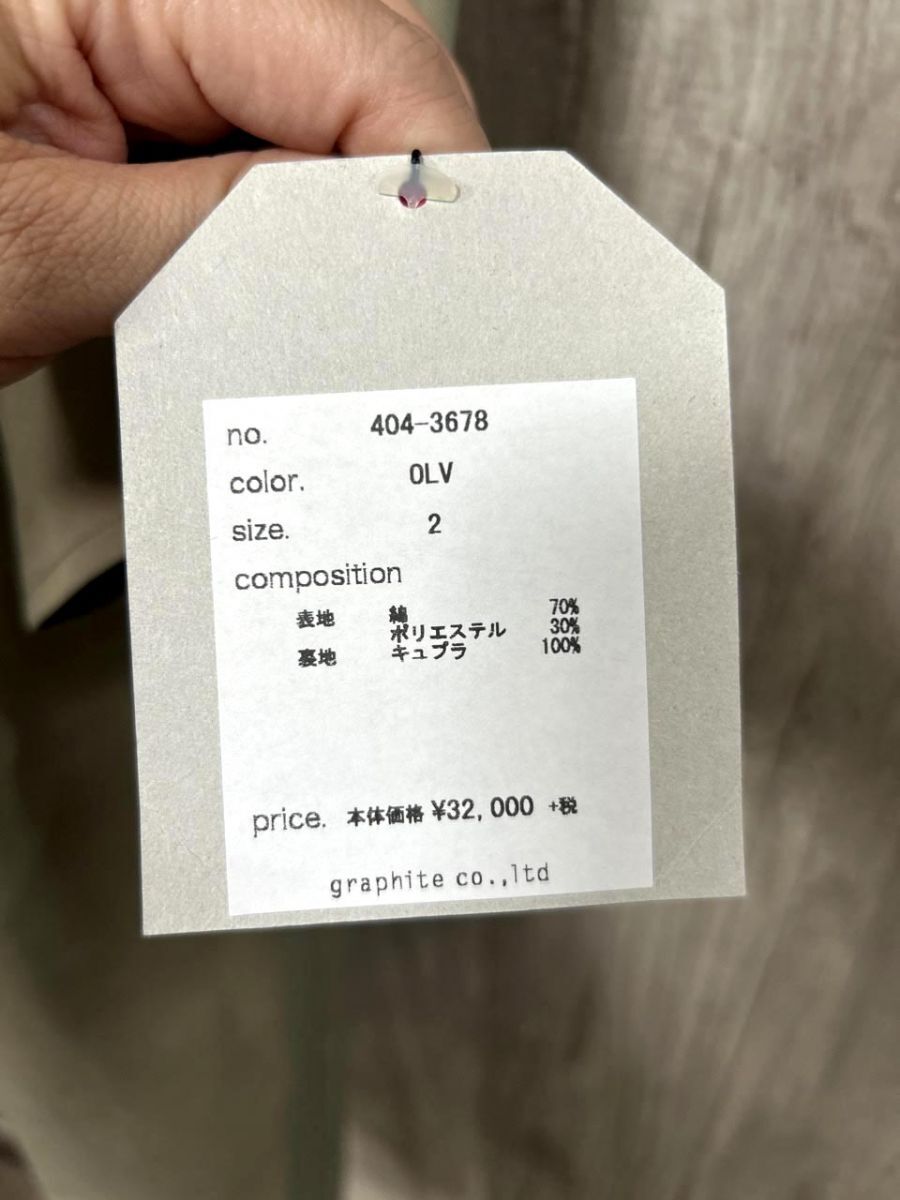 no. 404-3678
color. OLV
size. 2
composition
表地 綿 70%
ポリエステル 30%
裏地 キュプラ 100%
price. 本体価格 ¥32,000 +税
graphite co.,ltd